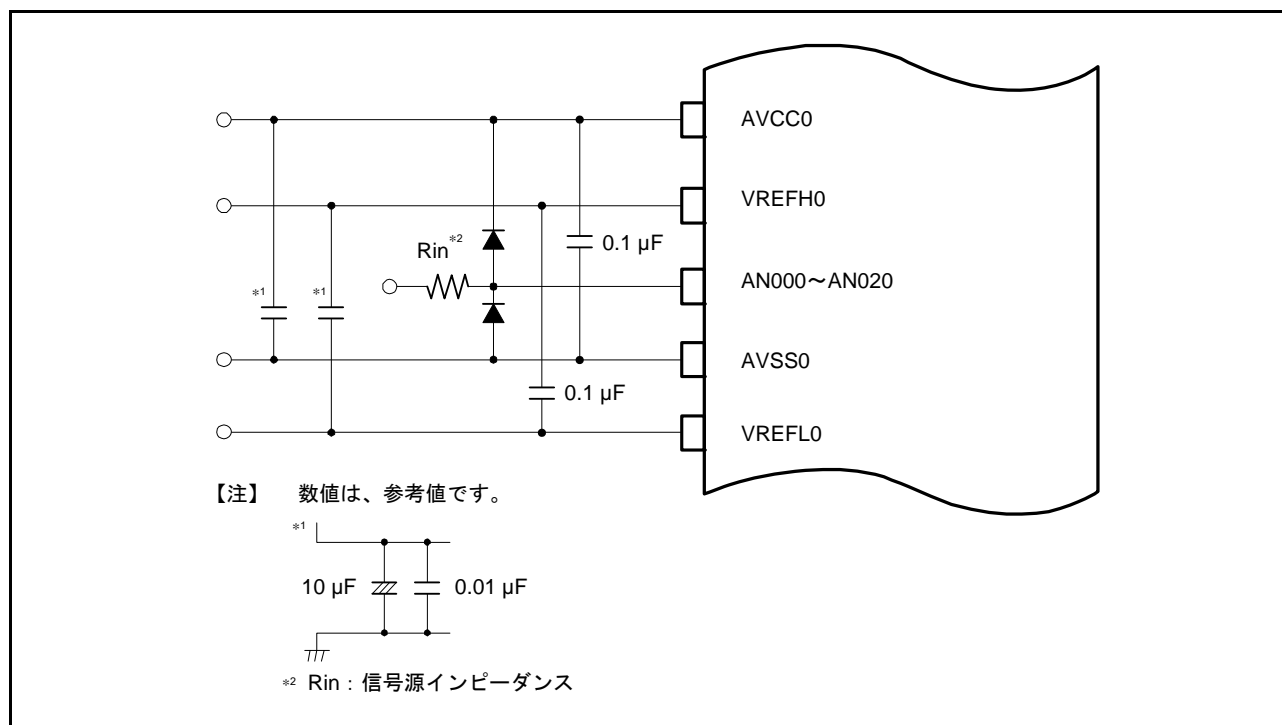 AVCC0
VREFH0
Rin*2
0.1 µF
AN000～AN020
*1
*1
AVSS0
0.1 µF
VREFL0
【注】 数値は、参考値です。
*1
10 µF
0.01 µF
*2 Rin：信号源インピーダンス